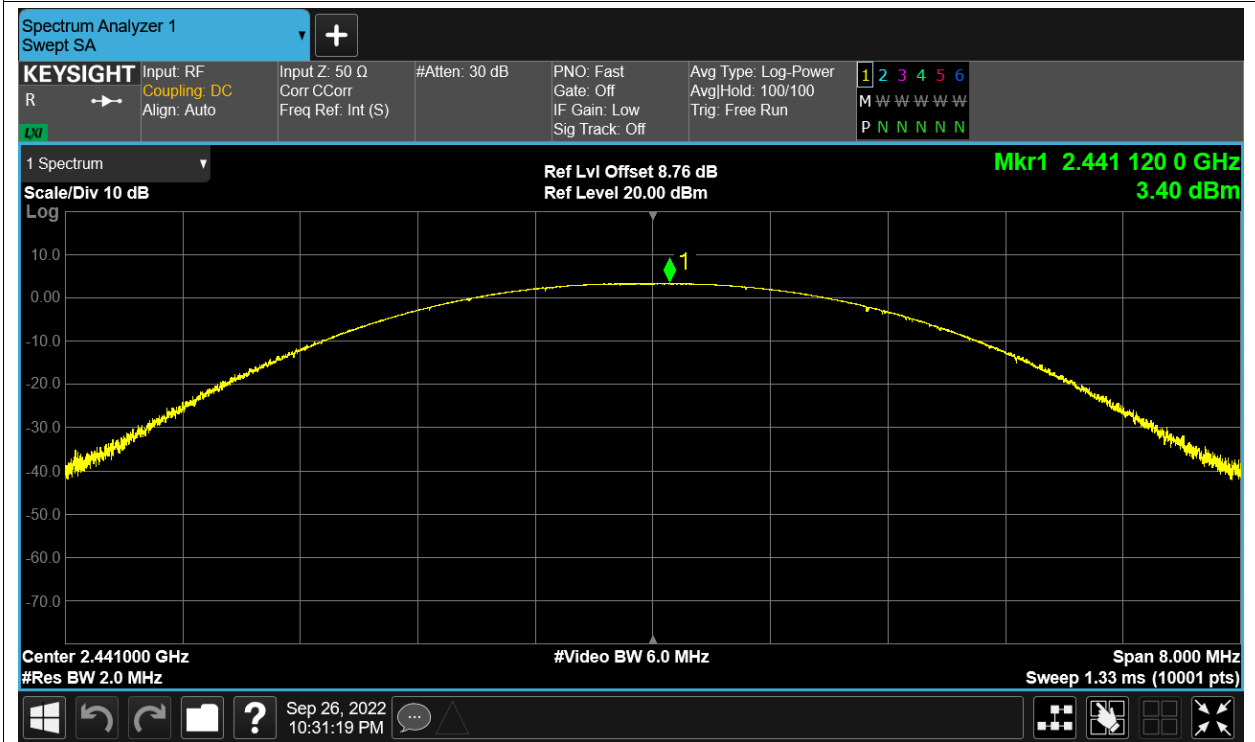 Spectrum Analyzer 1
Swept SA
KEYSIGHT
R
LXI
Input: RF
Coupling: DC
Align: Auto
Input Z: 50 Ω
Corr CCorr
Freq Ref: Int (S)
#Atten: 30 dB
PNO: Fast
Gate: Off
IF Gain: Low
Sig Track: Off
Avg Type: Log-Power
Avg|Hold: 100/100
Trig: Free Run
1 2 3 4 5 6
M W W W W W
P N N N N N
1 Spectrum
Scale/Div 10 dB
Log
Ref Lvl Offset 8.76 dB
Ref Level 20.00 dBm
Mkr1 2.441 120 0 GHz
3.40 dBm
1
10.0
0.00
-10.0
-20.0
-30.0
-40.0
-50.0
-60.0
-70.0
Center 2.441000 GHz
#Res BW 2.0 MHz
#Video BW 6.0 MHz
Span 8.000 MHz
Sweep 1.33 ms (10001 pts)
?
Sep 26, 2022
10:31:19 PM